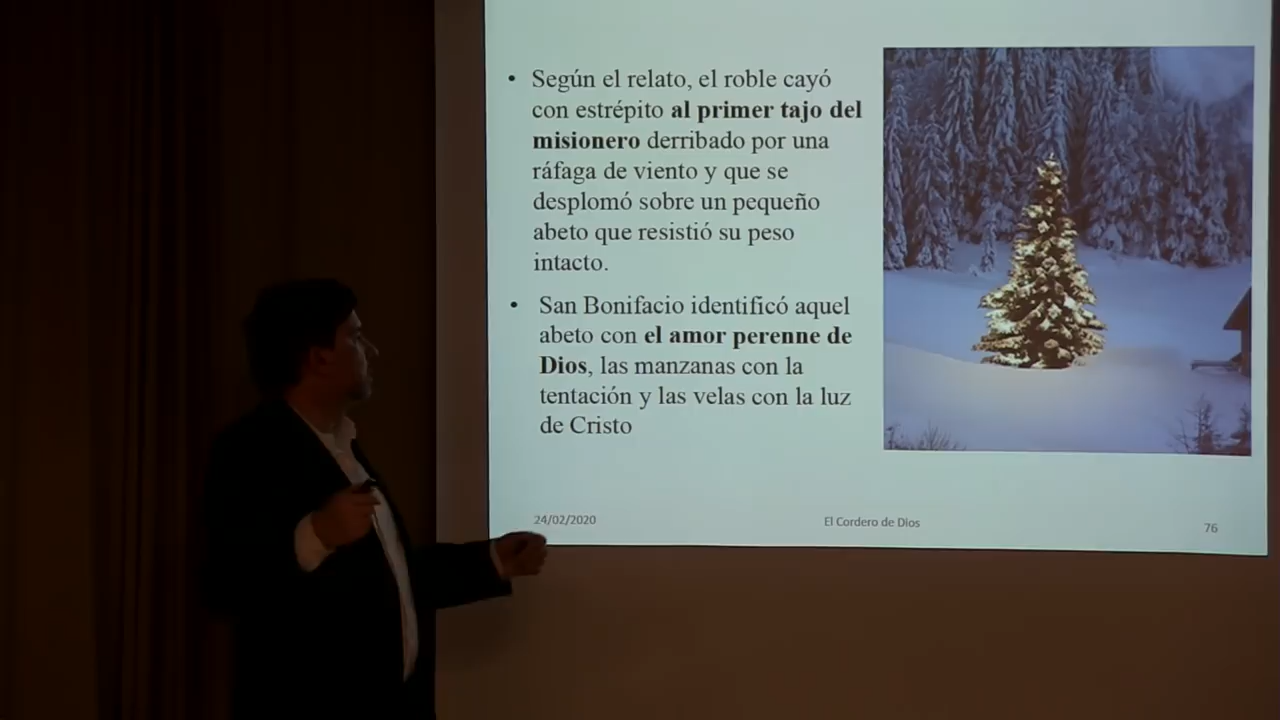 • Según el relato, el roble cayó
con estrépito al primer tajo del
misionero derribado por una
ráfaga de viento y que se
desplomó sobre un pequeño
abeto que resistió su peso
intacto.
• San Bonifacio identificó aquel
abeto con el amor perenne de
Dios, las manzanas con la
tentación y las velas con la luz
de Cristo
24/02/2020
El Cordero de Dios
76